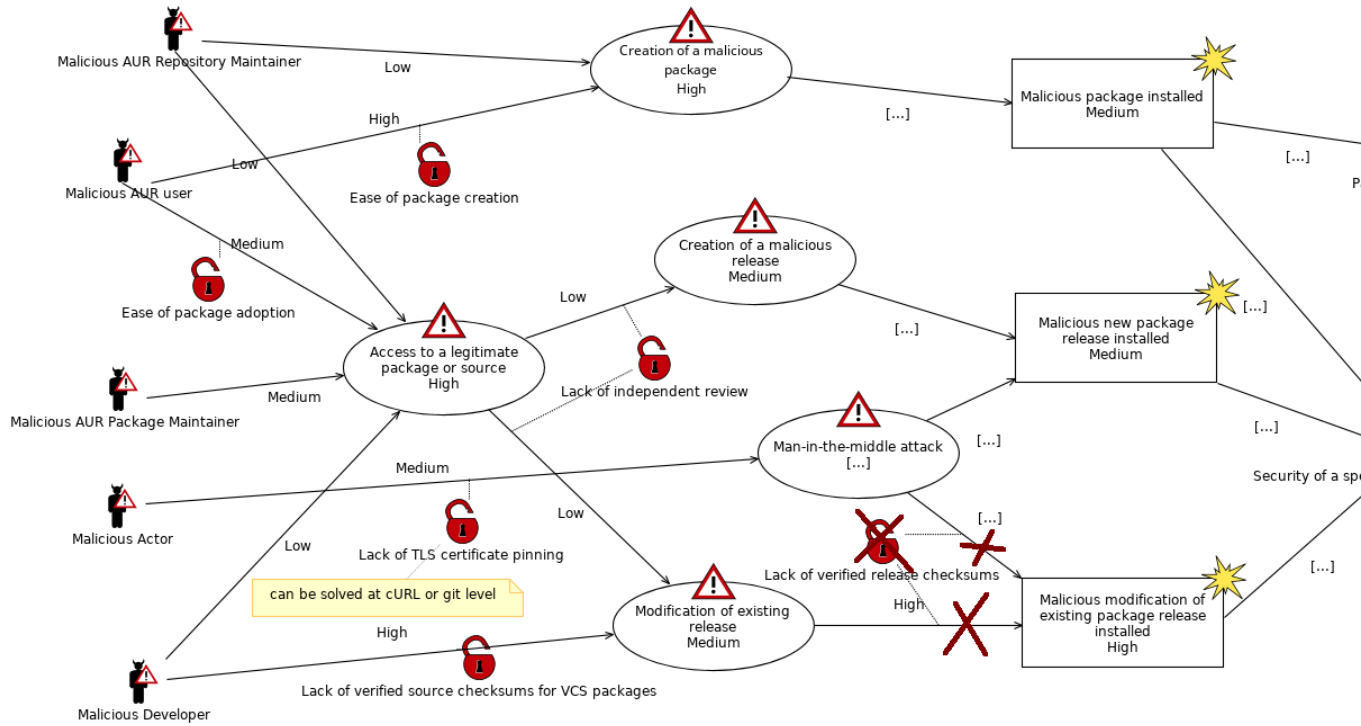 Malicious AUR Repository Maintainer
Low
Creation of a malicious
package
High
[...]
Malicious package installed
Medium
[...]
High
Low
Malicious AUR user
Ease of package creation
Medium
Ease of package adoption
Creation of a malicious
release
Medium
Low
[...]
[...]
Malicious new package
release installed
Medium
Access to a legitimate
package or source
High
Lack of independent review
Medium
Malicious AUR Package Maintainer
[...]
[...]
Man-in-the-middle attack
[...]
Medium
Security of a spe
Malicious Actor
Low
Lack of TLS certificate pinning
Low
[...]
Lack of verified release checksums
[...]
can be solved at cURL or git level
High
Modification of existing
release
Medium
Malicious modification of
existing package release
installed
High
High
Lack of verified source checksums for VCS packages
Malicious Developer